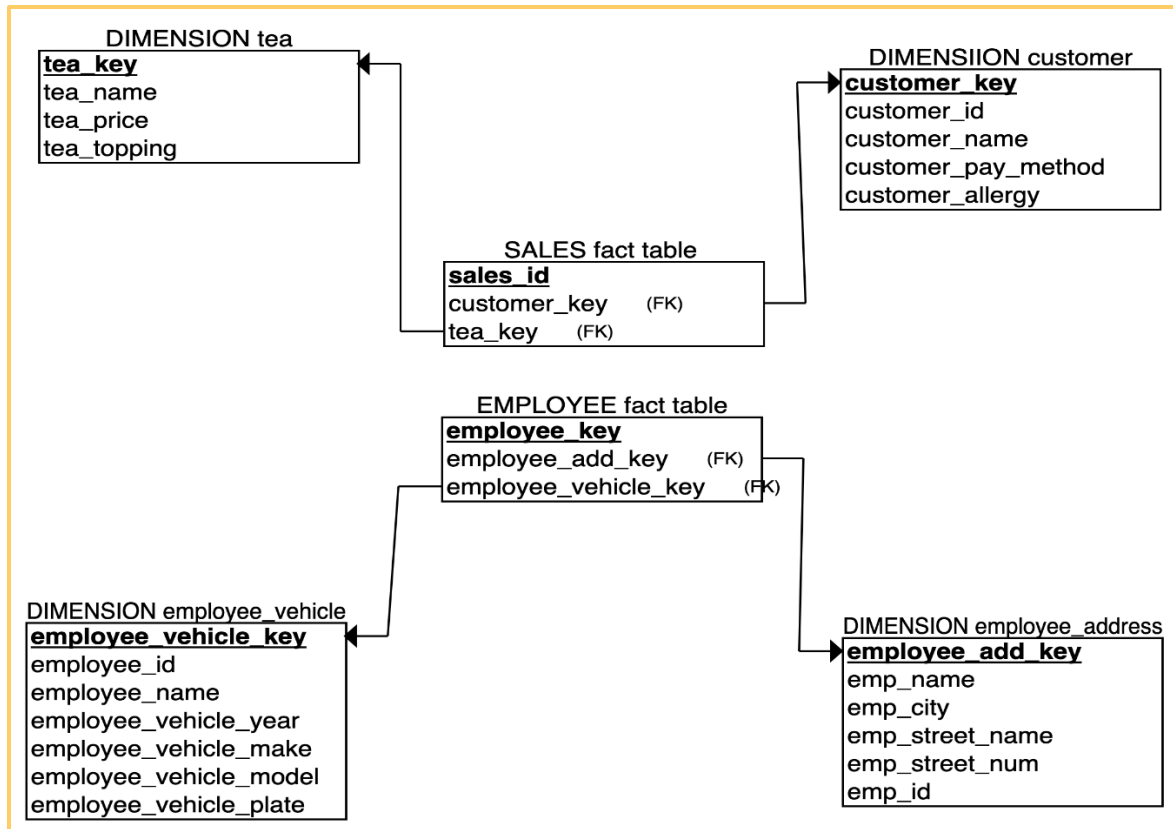 DIMENSION tea
tea_key
tea_name
tea_price
tea_topping
DIMENSIION customer
customer_key
customer_id
customer_name
customer_pay_method
customer_allergy
SALES fact table
sales_id
customer_key (FK)
tea_key (FK)
EMPLOYEE fact table
employee_key
employee_add_key (FK)
employee_vehicle_key (FK)
DIMENSION employee_vehicle
employee_vehicle_key
employee_id
employee_name
employee_vehicle_year
employee_vehicle_make
employee_vehicle_model
employee_vehicle_plate
DIMENSION employee_address
employee_add_key
emp_name
emp_city
emp_street_name
emp_street_num
emp_id